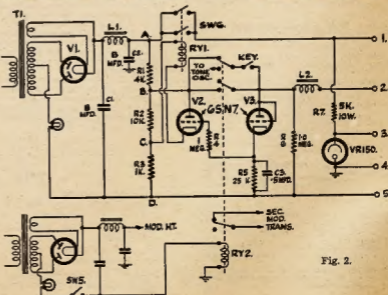 T1.
V1.
L1.
8 MFD.
C2.
8 MFD.
C1.
A.
R1
4K
B.
R2
10K
C.
R3
1K
D.
SW6.
RY1.
TO TONE OSC.
KEY.
V2.
6SN7.
V3.
1 MEG.
R4
R5
25 K
C3.
L2.
R6
1·0 MEG.
R7.
5K.
10W.
VR150.
1.
2.
3.
4.
5.
MOD. HT.
SW5.
SEC. MOD. TRANS.
RY2.
Fig. 2.